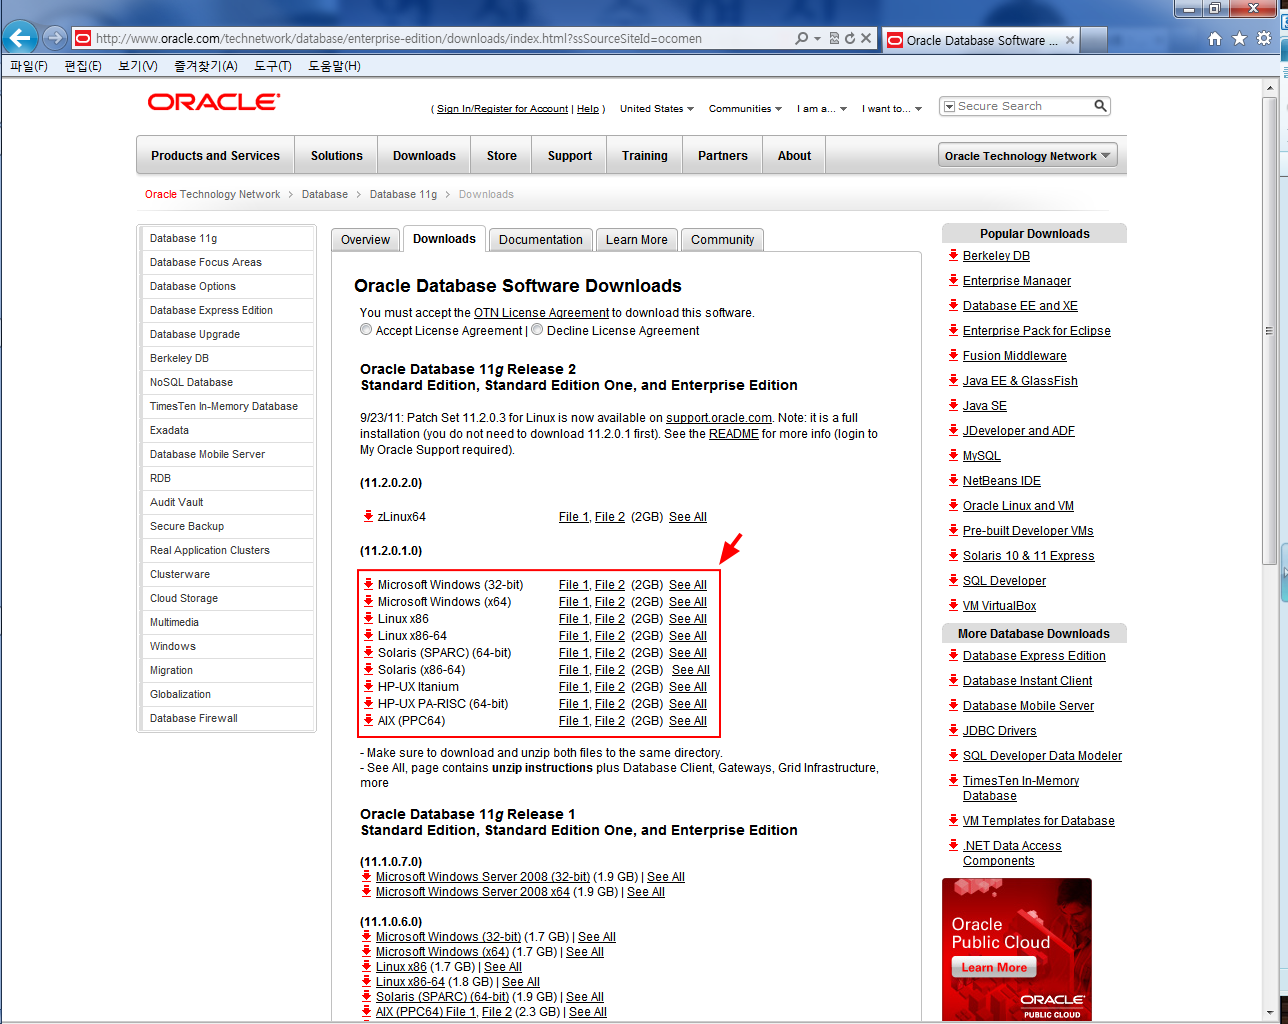 http://www.oracle.com/technetwork/database/enterprise-edition/downloads/index.html?ssSourceSiteId=ocomen
Oracle Database Software ...
파일(F) 편집(E) 보기(V) 즐겨찾기(A) 도구(T) 도움말(H)
ORACLE
( Sign In/Register for Account | Help ) United States Communities I am a... I want to... Secure Search
Products and Services Solutions Downloads Store Support Training Partners About Oracle Technology Network
Oracle Technology Network > Database > Database 11g > Downloads
Database 11g
Database Focus Areas
Database Options
Database Express Edition
Database Upgrade
Berkeley DB
NoSQL Database
TimesTen In-Memory Database
Exadata
Database Mobile Server
RDB
Audit Vault
Secure Backup
Real Application Clusters
Clusterware
Cloud Storage
Multimedia
Windows
Migration
Globalization
Database Firewall
Overview Downloads Documentation Learn More Community
Oracle Database Software Downloads
You must accept the OTN License Agreement to download this software.
Accept License Agreement | Decline License Agreement
Oracle Database 11g Release 2
Standard Edition, Standard Edition One, and Enterprise Edition
9/23/11: Patch Set 11.2.0.3 for Linux is now available on support.oracle.com. Note: it is a full
installation (you do not need to download 11.2.0.1 first). See the README for more info (login to
My Oracle Support required).
(11.2.0.2.0)
zLinux64 File 1, File 2 (2GB) See All
(11.2.0.1.0)
Microsoft Windows (32-bit) File 1, File 2 (2GB) See All
Microsoft Windows (x64) File 1, File 2 (2GB) See All
Linux x86 File 1, File 2 (2GB) See All
Linux x86-64 File 1, File 2 (2GB) See All
Solaris (SPARC) (64-bit) File 1, File 2 (2GB) See All
Solaris (x86-64) File 1, File 2 (2GB) See All
HP-UX Itanium File 1, File 2 (2GB) See All
HP-UX PA-RISC (64-bit) File 1, File 2 (2GB) See All
AIX (PPC64) File 1, File 2 (2GB) See All
- Make sure to download and unzip both files to the same directory.
- See All, page contains unzip instructions plus Database Client, Gateways, Grid Infrastructure,
more
Oracle Database 11g Release 1
Standard Edition, Standard Edition One, and Enterprise Edition
(11.1.0.7.0)
Microsoft Windows Server 2008 (32-bit) (1.9 GB) | See All
Microsoft Windows Server 2008 x64 (1.9 GB) | See All
(11.1.0.6.0)
Microsoft Windows (32-bit) (1.7 GB) | See All
Microsoft Windows (x64) (1.7 GB) | See All
Linux x86 (1.7 GB) | See All
Linux x86-64 (1.8 GB) | See All
Solaris (SPARC) (64-bit) (1.9 GB) | See All
AIX (PPC64) File 1, File 2 (2.3 GB) | See All
Popular Downloads
Berkeley DB
Enterprise Manager
Database EE and XE
Enterprise Pack for Eclipse
Fusion Middleware
Java EE & GlassFish
Java SE
JDeveloper and ADF
MySQL
NetBeans IDE
Oracle Linux and VM
Pre-built Developer VMs
Solaris 10 & 11 Express
SQL Developer
VM VirtualBox
More Database Downloads
Database Express Edition
Database Instant Client
Database Mobile Server
JDBC Drivers
SQL Developer Data Modeler
TimesTen In-Memory
Database
VM Templates for Database
.NET Data Access
Components
Oracle
Public Cloud
Learn More
ORACLE
PUBLIC CLOUD